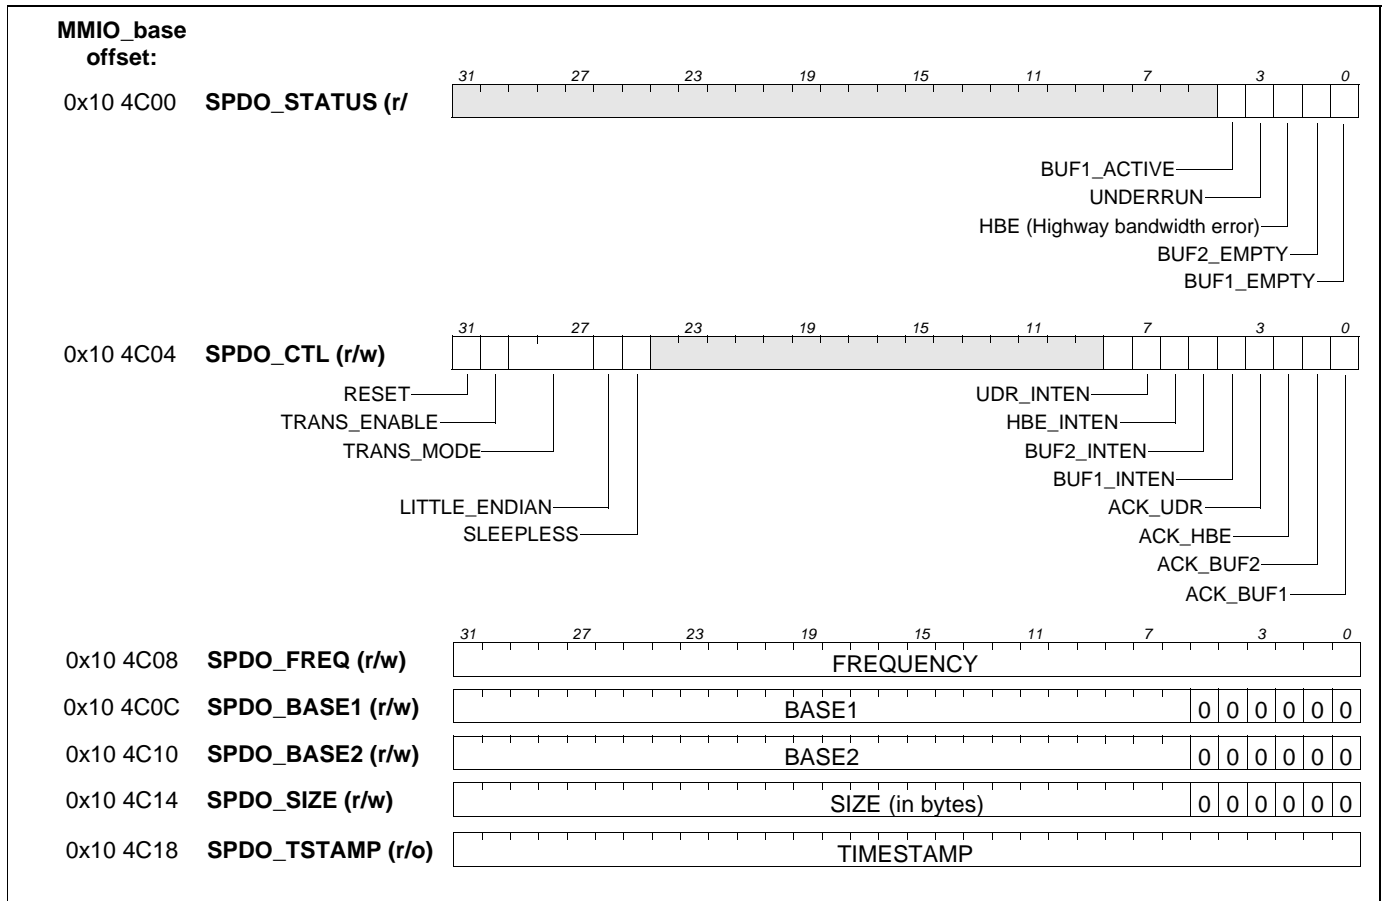 MMIO_base
offset:
31 27 23 19 15 11 7 3 0
0x10 4C00 SPDO_STATUS (r/
BUF1_ACTIVE
UNDERRUN
HBE (Highway bandwidth error)
BUF2_EMPTY
BUF1_EMPTY
31 27 23 19 15 11 7 3 0
0x10 4C04 SPDO_CTL (r/w)
RESET UDR_INTEN
TRANS_ENABLE HBE_INTEN
TRANS_MODE BUF2_INTEN
BUF1_INTEN
LITTLE_ENDIAN ACK_UDR
SLEEPLESS ACK_HBE
ACK_BUF2
ACK_BUF1
31 27 23 19 15 11 7 3 0
0x10 4C08 SPDO_FREQ (r/w) FREQUENCY
0x10 4C0C SPDO_BASE1 (r/w) BASE1 0 0 0 0 0 0
0x10 4C10 SPDO_BASE2 (r/w) BASE2 0 0 0 0 0 0
0x10 4C14 SPDO_SIZE (r/w) SIZE (in bytes) 0 0 0 0 0 0
0x10 4C18 SPDO_TSTAMP (r/o) TIMESTAMP